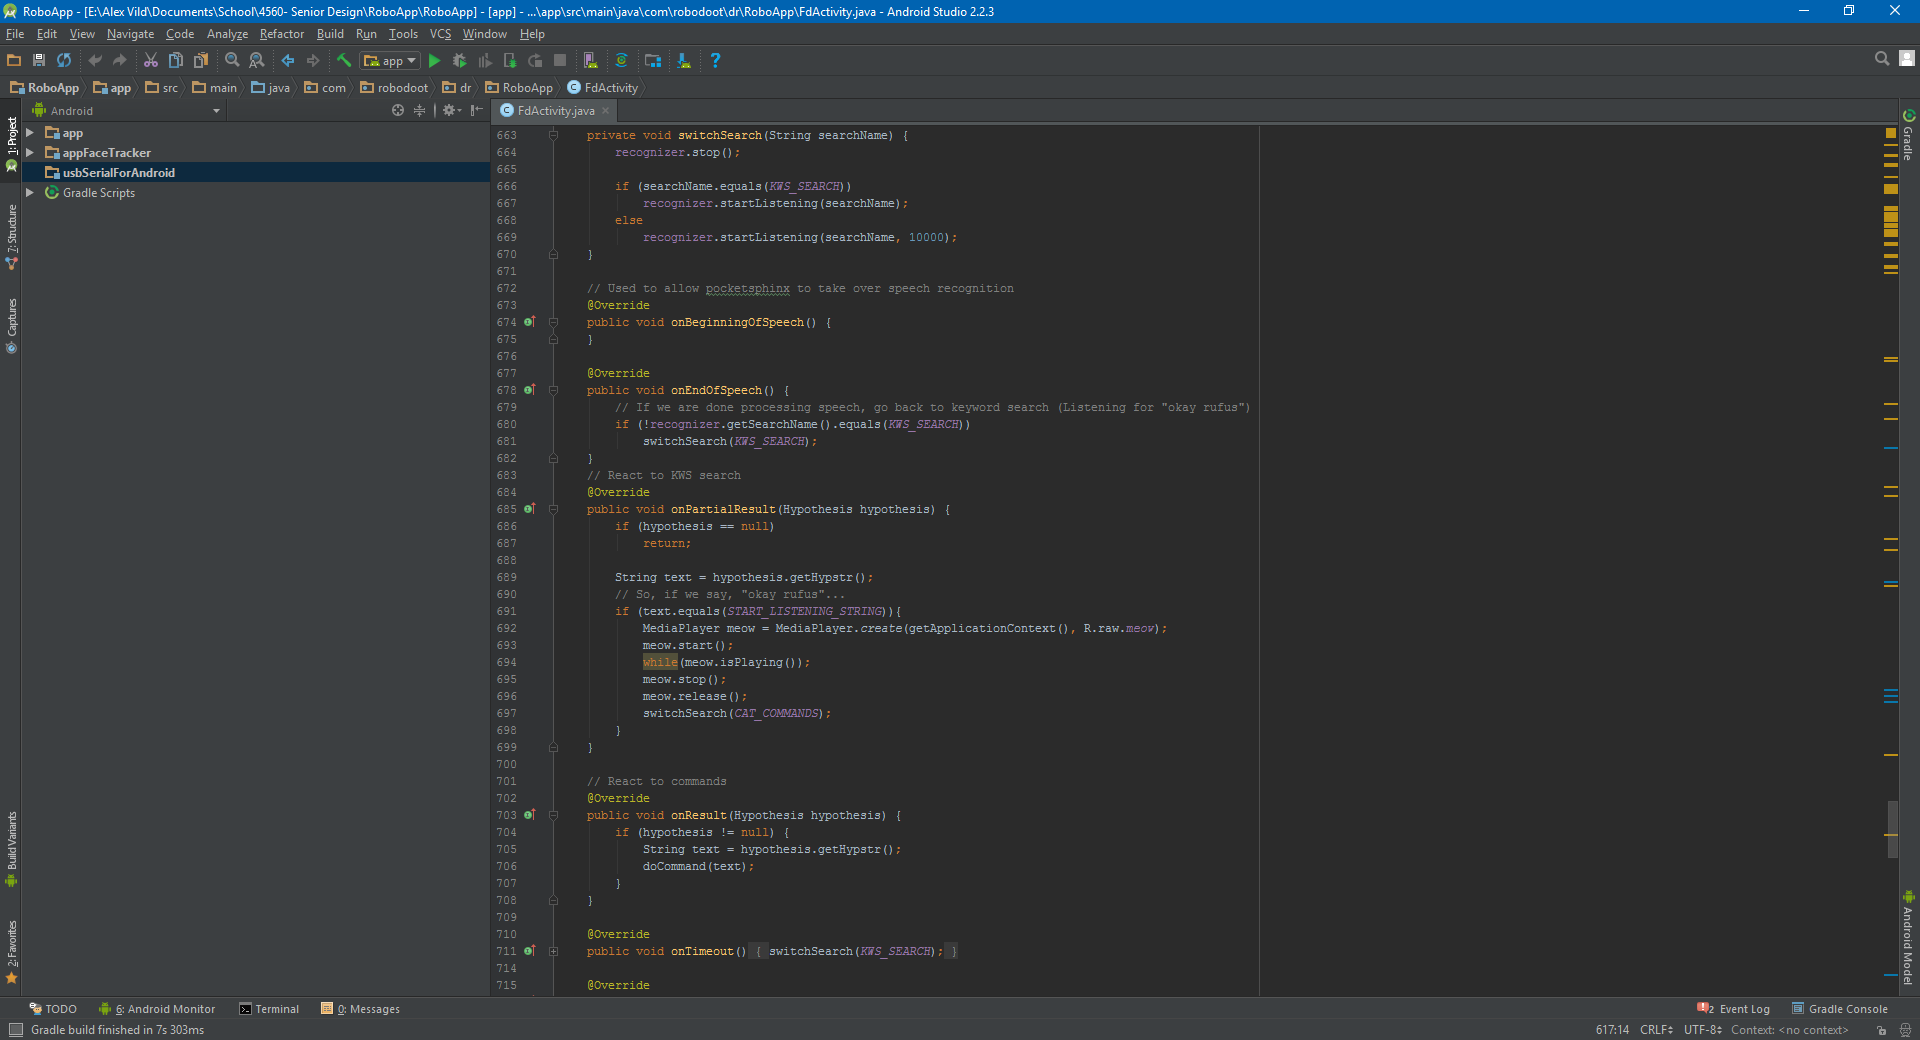 RoboApp - [E:\Alex Vild\Documents\School\4560- Senior Design\RoboApp\RoboApp] - [app] - ...\app\src\main\java\com\robodoot\dr\RoboApp\FdActivity.java - Android Studio 2.2.3
File Edit View Navigate Code Analyze Refactor Build Run Tools VCS Window Help
app
RoboApp app src main java com robodoot dr RoboApp FdActivity
Android
FdActivity.java
1: Project
7: Structure
Captures
Build Variants
2: Favorites
app
appFaceTracker
usbSerialForAndroid
Gradle Scripts
663 private void switchSearch(String searchName) {
664 recognizer.stop();
665
666 if (searchName.equals(KWS_SEARCH))
667 recognizer.startListening(searchName);
668 else
669 recognizer.startListening(searchName, 10000);
670 }
671
672 // Used to allow pocketsphinx to take over speech recognition
673 @Override
674 public void onBeginningOfSpeech() {
675 }
676
677 @Override
678 public void onEndOfSpeech() {
679 // If we are done processing speech, go back to keyword search (Listening for "okay rufus")
680 if (!recognizer.getSearchName().equals(KWS_SEARCH))
681 switchSearch(KWS_SEARCH);
682 }
683 // React to KWS search
684 @Override
685 public void onPartialResult(Hypothesis hypothesis) {
686 if (hypothesis == null)
687 return;
688
689 String text = hypothesis.getHypstr();
690 // So, if we say, "okay rufus"...
691 if (text.equals(START_LISTENING_STRING)){
692 MediaPlayer meow = MediaPlayer.create(getApplicationContext(), R.raw.meow);
693 meow.start();
694 while(meow.isPlaying());
695 meow.stop();
696 meow.release();
697 switchSearch(CAT_COMMANDS);
698 }
699 }
700
701 // React to commands
702 @Override
703 public void onResult(Hypothesis hypothesis) {
704 if (hypothesis != null) {
705 String text = hypothesis.getHypstr();
706 doCommand(text);
707 }
708 }
709
710 @Override
711 public void onTimeout() { switchSearch(KWS_SEARCH); }
714
715 @Override
Gradle
Android Model
TODO 6: Android Monitor Terminal 0: Messages 2 Event Log Gradle Console
Gradle build finished in 7s 303ms 617:14 CRLF UTF-8 Context: <no context>